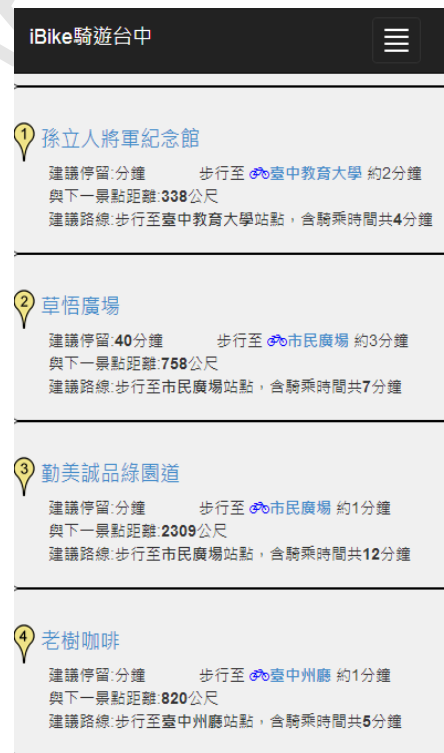 iBike騎遊台中
1 孫立人將軍紀念館
建議停留:分鐘 步行至 臺中教育大學 約2分鐘
與下一景點距離:338公尺
建議路線:步行至臺中教育大學站點，含騎乘時間共4分鐘
2 草悟廣場
建議停留:40分鐘 步行至 市民廣場 約3分鐘
與下一景點距離:758公尺
建議路線:步行至市民廣場站點，含騎乘時間共7分鐘
3 勤美誠品綠園道
建議停留:分鐘 步行至 市民廣場 約1分鐘
與下一景點距離:2309公尺
建議路線:步行至市民廣場站點，含騎乘時間共12分鐘
4 老樹咖啡
建議停留:分鐘 步行至 臺中州廳 約1分鐘
與下一景點距離:820公尺
建議路線:步行至臺中州廳站點，含騎乘時間共5分鐘